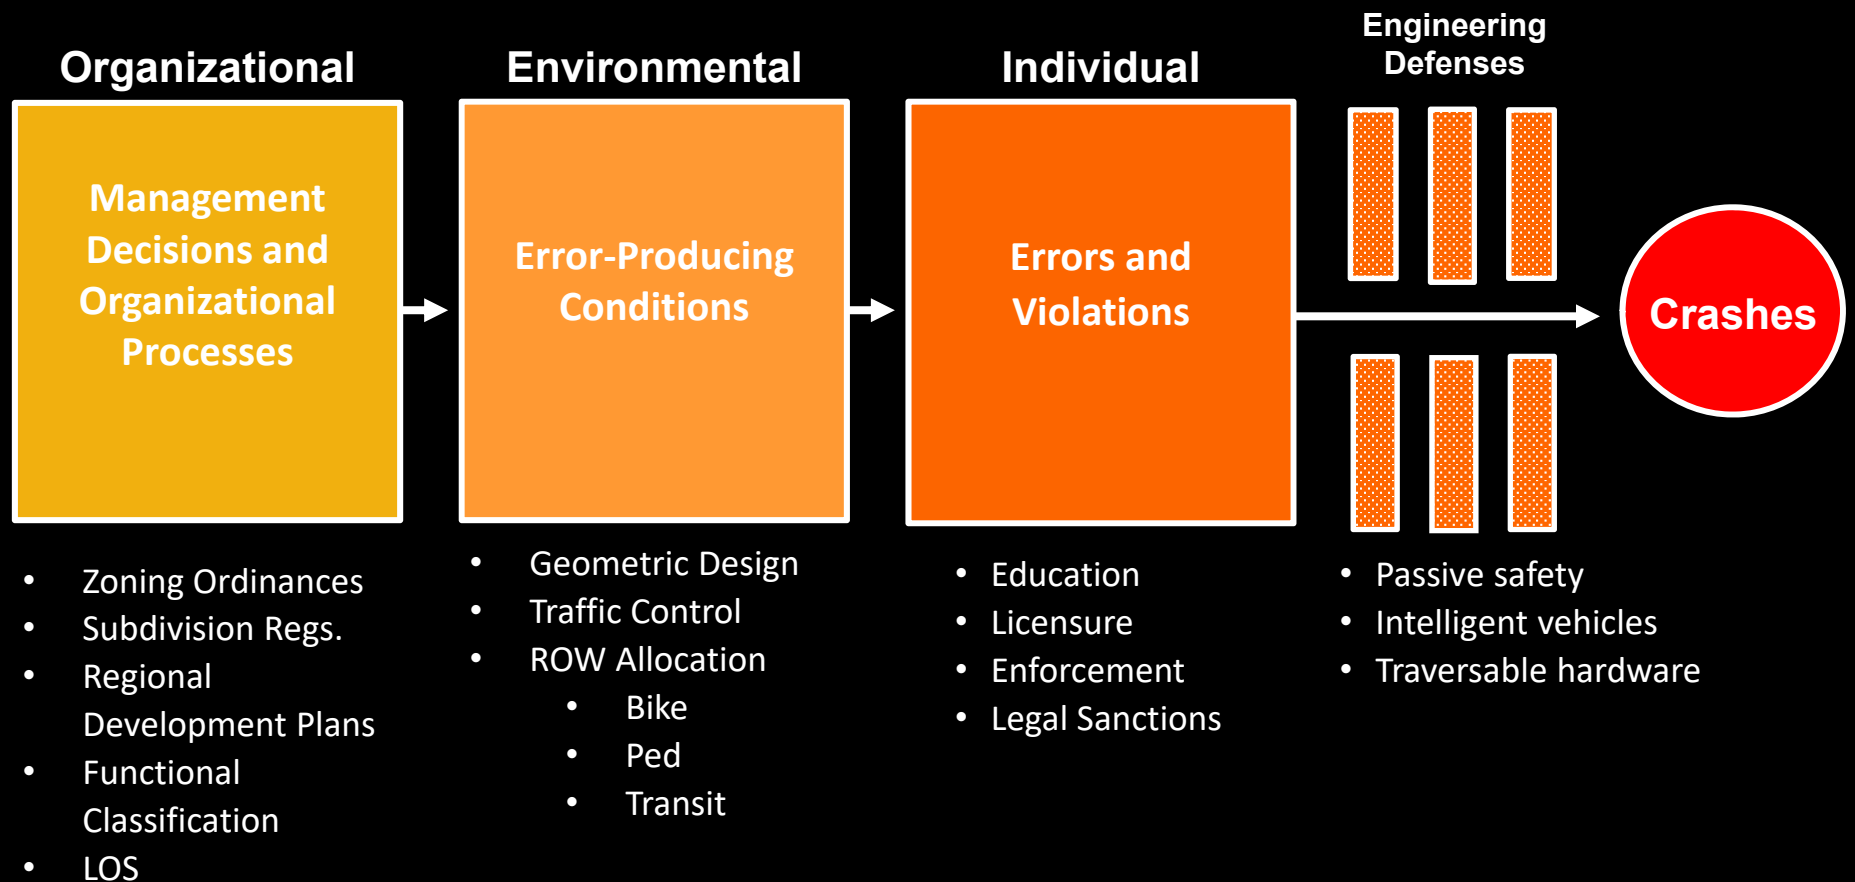 Organizational
Management
Decisions and
Organizational
Processes
• Zoning Ordinances
• Subdivision Regs.
• Regional
Development Plans
• Functional
Classification
• LOS
Environmental
Error-Producing
Conditions
• Geometric Design
• Traffic Control
• ROW Allocation
• Bike
• Ped
• Transit
Individual
Errors and
Violations
• Education
• Licensure
• Enforcement
• Legal Sanctions
Engineering
Defenses
• Passive safety
• Intelligent vehicles
• Traversable hardware
Crashes